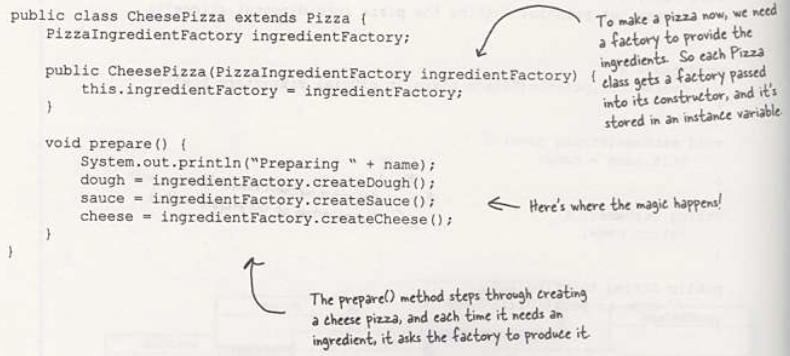 public class CheesePizza extends Pizza {
PizzaIngredientFactory ingredientFactory;
public CheesePizza(PizzaIngredientFactory ingredientFactory) {
this.ingredientFactory = ingredientFactory;
}
void prepare() {
System.out.println("Preparing " + name);
dough = ingredientFactory.createDough();
sauce = ingredientFactory.createSauce();
cheese = ingredientFactory.createCheese();
}
}
To make a pizza now, we need
a factory to provide the
ingredients. So each Pizza
class gets a factory passed
into its constructor, and it's
stored in an instance variable
Here's where the magic happens!
The prepare() method steps through creating
a cheese pizza, and each time it needs an
ingredient, it asks the factory to produce it